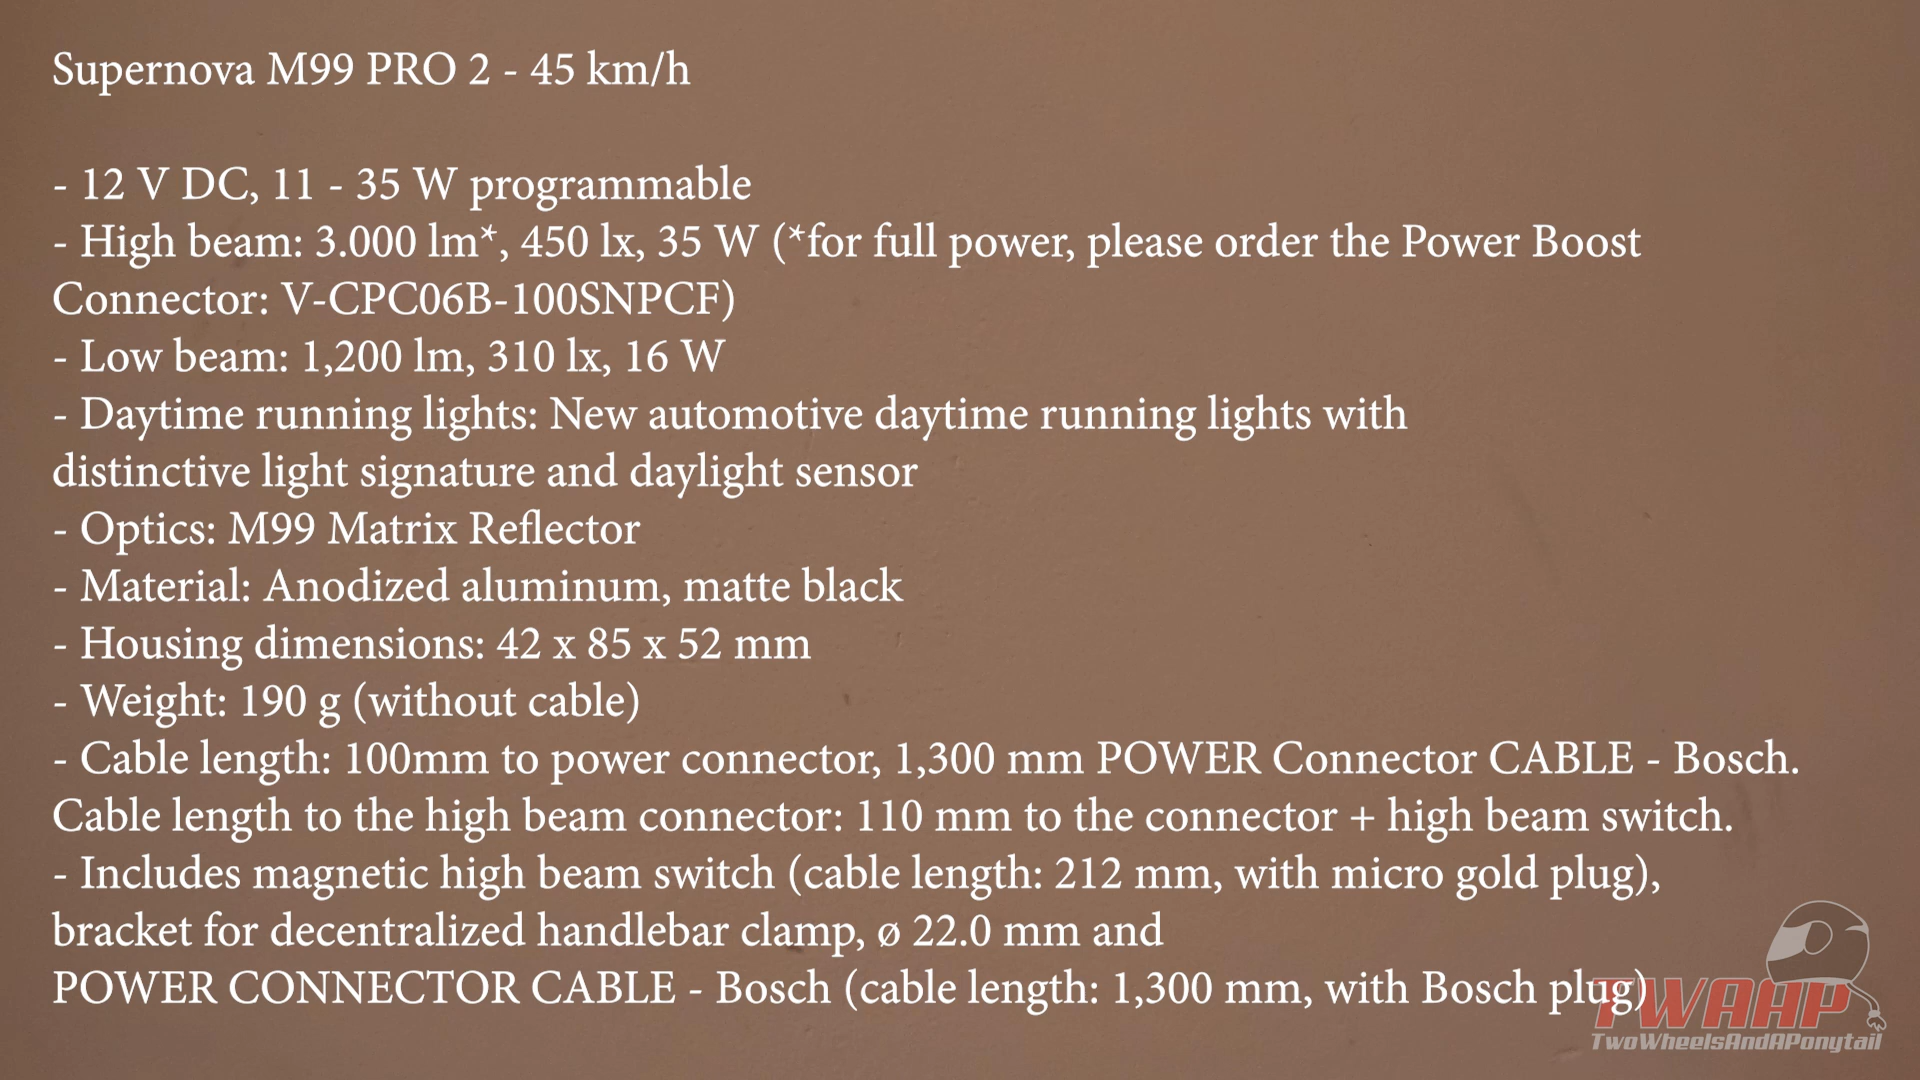 Supernova M99 PRO 2 - 45 km/h
- 12 V DC, 11 - 35 W programmable
- High beam: 3.000 lm*, 450 lx, 35 W (*for full power, please order the Power Boost
Connector: V-CPC06B-100SNPCF)
- Low beam: 1,200 lm, 310 lx, 16 W
- Daytime running lights: New automotive daytime running lights with
distinctive light signature and daylight sensor
- Optics: M99 Matrix Reflector
- Material: Anodized aluminum, matte black
- Housing dimensions: 42 x 85 x 52 mm
- Weight: 190 g (without cable)
- Cable length: 100mm to power connector, 1,300 mm POWER Connector CABLE - Bosch.
Cable length to the high beam connector: 110 mm to the connector + high beam switch.
- Includes magnetic high beam switch (cable length: 212 mm, with micro gold plug),
bracket for decentralized handlebar clamp, ø 22.0 mm and
POWER CONNECTOR CABLE - Bosch (cable length: 1,300 mm, with Bosch plug)
TWAAP
TwoWheelsAndAPonytail